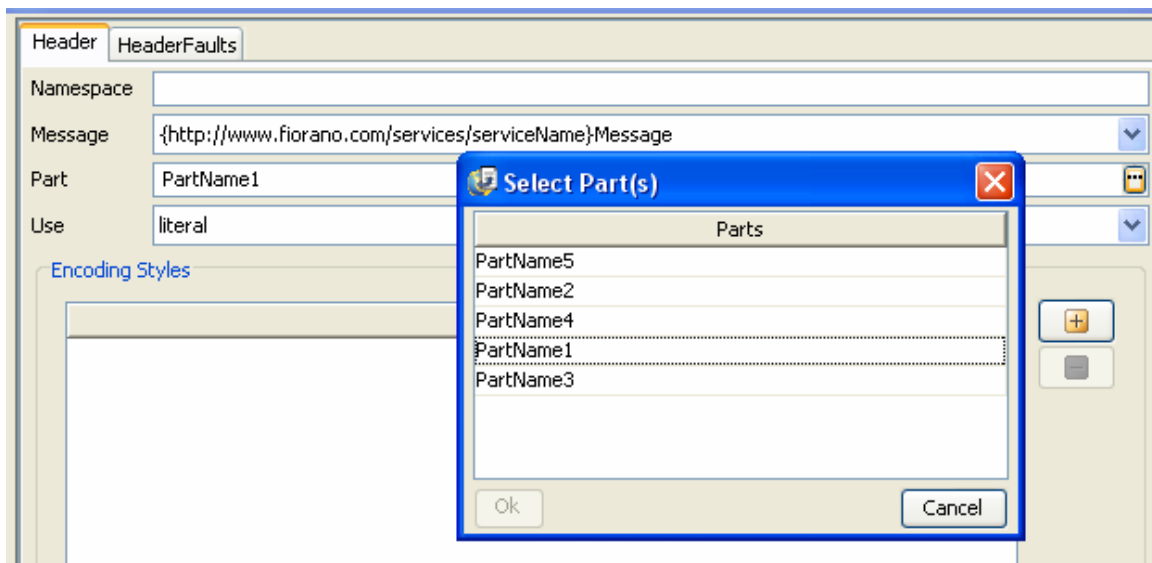 Header HeaderFaults
Namespace
Message {http://www.fiorano.com/services/serviceName}Message
Part PartName1
Select Part(s)
Use literal
Parts
Encoding Styles
PartName5
PartName2
PartName4
PartName1
PartName3
Ok Cancel